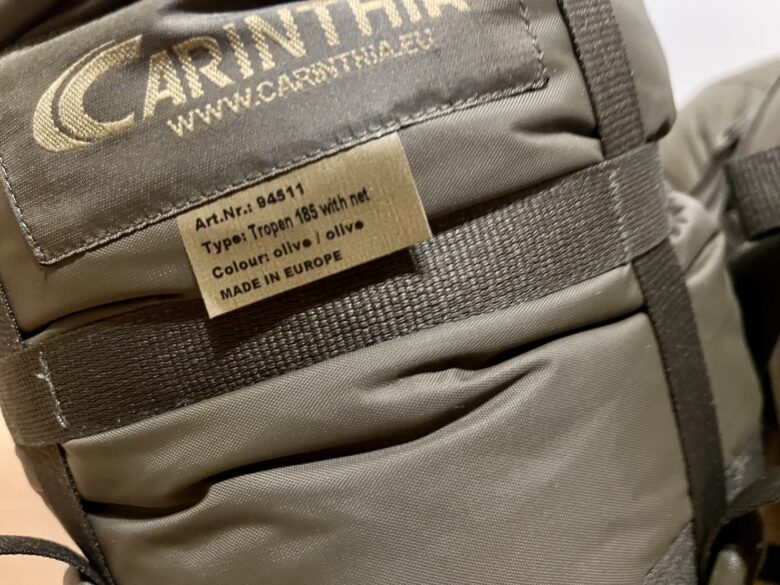 CARINTHIA
WWW.CARINTHIA.EU
Art.Nr.: 94511
Type: Tropen 185 with net
Colour: olive / olive
MADE IN EUROPE